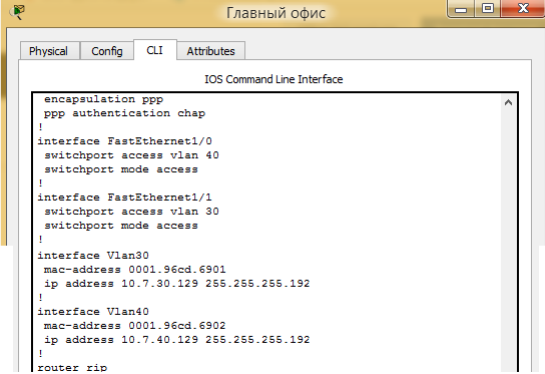 Главный офис
Physical Config CLI Attributes
IOS Command Line Interface
encapsulation ppp
ppp authentication chap
!
interface FastEthernet1/0
switchport access vlan 40
switchport mode access
!
interface FastEthernet1/1
switchport access vlan 30
switchport mode access
!
interface Vlan30
mac-address 0001.96cd.6901
ip address 10.7.30.129 255.255.255.192
!
interface Vlan40
mac-address 0001.96cd.6902
ip address 10.7.40.129 255.255.255.192
!
router rip